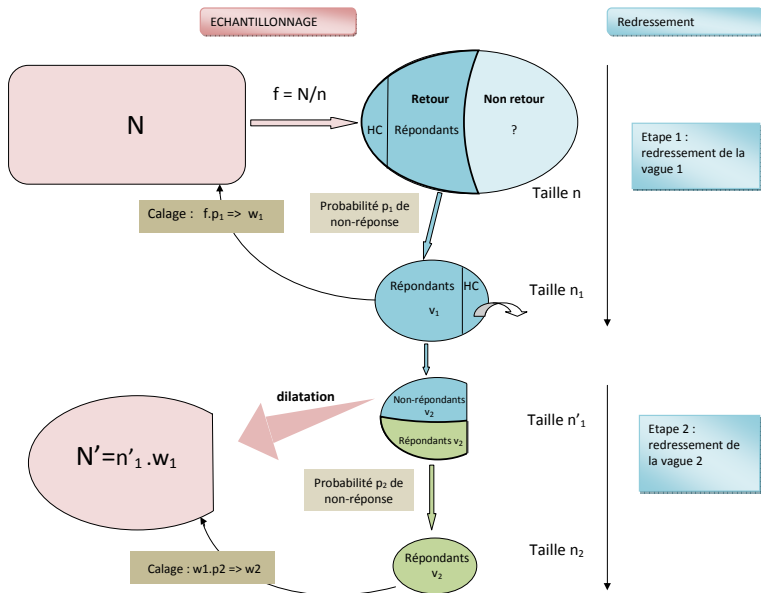 ECHANTILLONNAGE
Redressement
N
f = N/n
Retour
Non retour
HC
Répondants
?
Etape 1 :
redressement de la
vague 1
Taille n
Calage : f.p₁ => w₁
Probabilité p₁ de
non-réponse
Répondants
v₁
HC
Taille n₁
dilatation
Non-répondants
v₂
Répondants v₂
Taille n'₁
Etape 2 :
redressement de
la vague 2
N'=n'₁ .w₁
Probabilité p₂ de
non-réponse
Calage : w1.p2 => w2
Répondants
v₂
Taille n₂